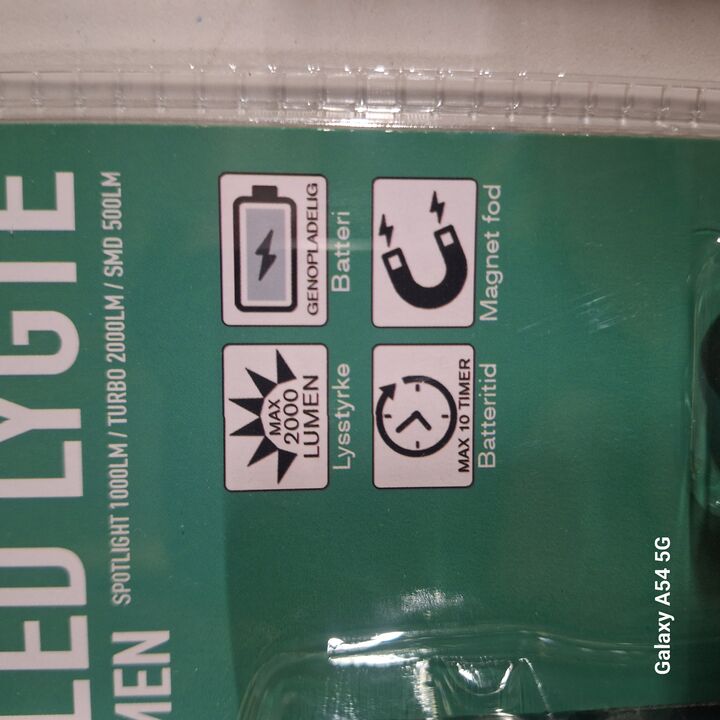 LED LYGTE
MEN SPOTLIGHT 1000LM / TURBO 2000LM / SMD 500LM
MAX
2000
LUMEN
Lysstyrke
GENOPLADELIG
Batteri
MAX 10 TIMER
Batteritid
Magnet fod
Galaxy A54 5G